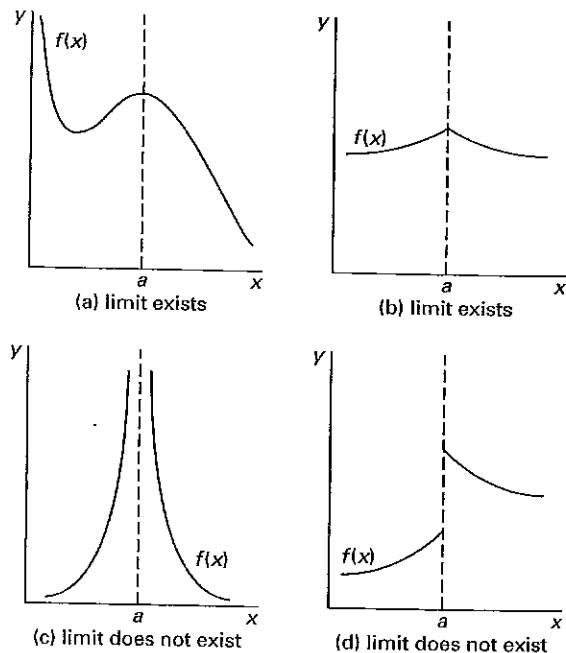 y
f(x)
a
x
(a) limit exists
y
f(x)
a
x
(b) limit exists
y
f(x)
a
x
(c) limit does not exist
y
f(x)
a
x
(d) limit does not exist